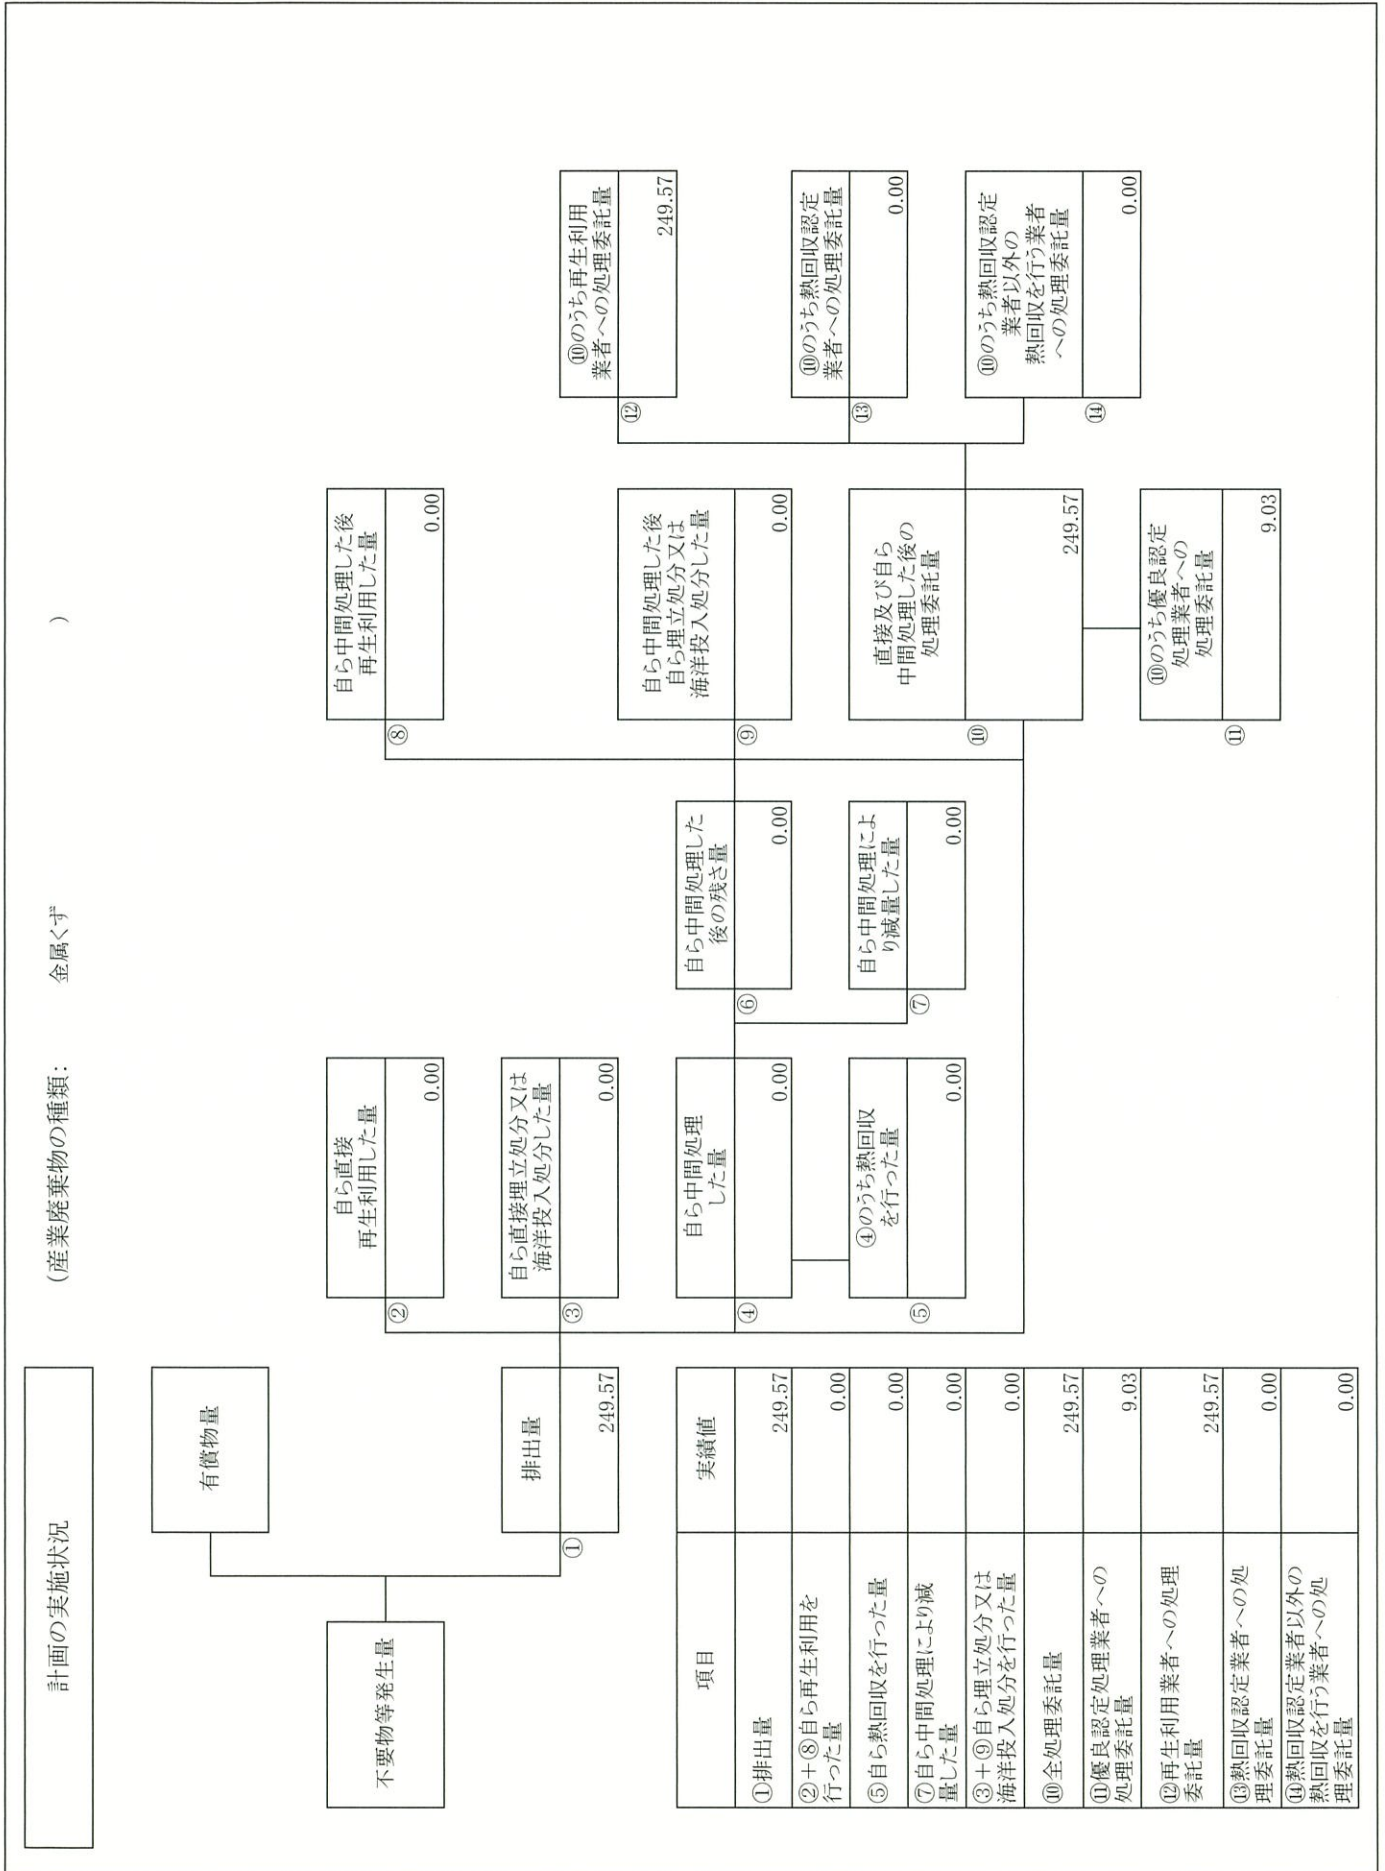 計画の実施状況
(産業廃棄物の種類: 金属くず )
不要物等発生量
有償物量
①
排出量
249.57
②
自ら直接
再生利用した量
0.00
③
自ら直接埋立処分又は
海洋投入処分した量
0.00
④
自ら中間処理
した量
0.00
⑤
④のうち熱回収
を行った量
0.00
⑥
自ら中間処理した
後の残さ量
0.00
⑦
自ら中間処理によ
り減量した量
0.00
⑧
自ら中間処理した後
再生利用した量
0.00
⑨
自ら中間処理した後
自ら埋立処分又は
海洋投入処分した量
0.00
⑩
直接及び自ら
中間処理した後の
処理委託量
249.57
⑪
⑩のうち優良認定
処理業者への
処理委託量
9.03
⑫
⑩のうち再生利用
業者への処理委託量
249.57
⑬
⑩のうち熱回収認定
業者への処理委託量
0.00
⑭
⑩のうち熱回収認定
業者以外の
熱回収を行う業者
への処理委託量
0.00
項目 実績値
①排出量 249.57
②+⑧自ら再生利用を
行った量 0.00
⑤自ら熱回収を行った量 0.00
⑦自ら中間処理により減
量した量 0.00
③+⑨自ら埋立処分又は
海洋投入処分を行った量 0.00
⑩全処理委託量 249.57
⑪優良認定処理業者への
処理委託量 9.03
⑫再生利用業者への処理
委託量 249.57
⑬熱回収認定業者への処
理委託量 0.00
⑭熱回収認定業者以外の
熱回収を行う業者への処
理委託量 0.00